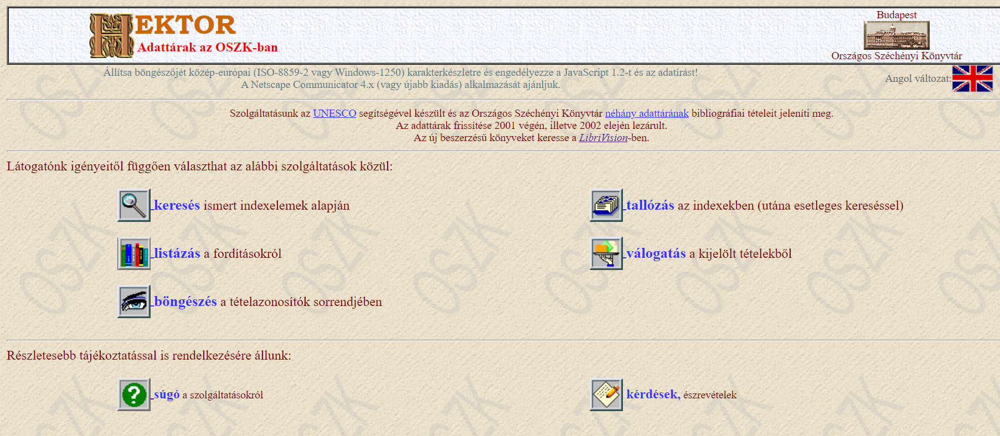 HEKTOR
Adattárak az OSZK-ban
Budapest
Országos Széchényi Könyvtár
Állítsa böngészőjét közép-európai (ISO-8859-2 vagy Windows-1250) karakterkészletre és engedélyezze a JavaScript 1.2-t és az adatírást!
A Netscape Communicator 4.x (vagy újabb kiadás) alkalmazását ajánljuk.
Angol változat:
Szolgáltatásunk az UNESCO segítségével készült és az Országos Széchényi Könyvtár néhány adattárának bibliográfiai tételeit jeleníti meg.
Az adattárak frissítése 2001 végén, illetve 2002 elején lezárult.
Az új beszerzésű könyveket keresse a LibriVision-ben.
Látogatónk igényeitől függően választhat az alábbi szolgáltatások közül:
keresés ismert indexelemek alapján
tallózás az indexekben (utána esetleges kereséssel)
listázás a fordításokról
válogatás a kijelölt tételekből
böngészés a tételazonosítók sorrendjében
Részletesebb tájékoztatással is rendelkezésére állunk:
súgó a szolgáltatásokról
kérdések, észrevételek